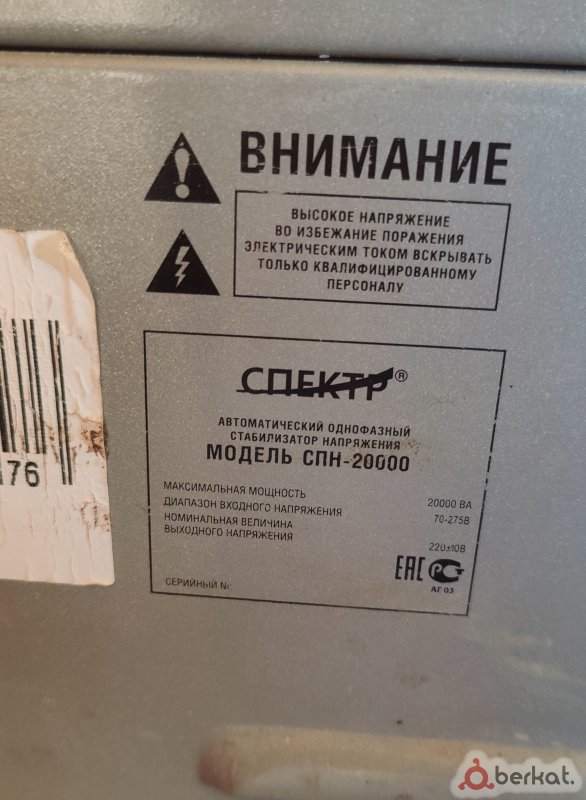 ВНИМАНИЕ
ВЫСОКОЕ НАПРЯЖЕНИЕ
ВО ИЗБЕЖАНИЕ ПОРАЖЕНИЯ
ЭЛЕКТРИЧЕСКИМ ТОКОМ ВСКРЫВАТЬ
ТОЛЬКО КВАЛИФИЦИРОВАННОМУ
ПЕРСОНАЛУ
СПЕКТР®
АВТОМАТИЧЕСКИЙ ОДНОФАЗНЫЙ
СТАБИЛИЗАТОР НАПРЯЖЕНИЯ
МОДЕЛЬ СПН-20000
МАКСИМАЛЬНАЯ МОЩНОСТЬ 20000 ВА
ДИАПАЗОН ВХОДНОГО НАПРЯЖЕНИЯ 70-275В
НОМИНАЛЬНАЯ ВЕЛИЧИНА
ВЫХОДНОГО НАПРЯЖЕНИЯ 220±10В
EAC РСТ
АГ 03
СЕРИЙНЫЙ №
176
berkat.